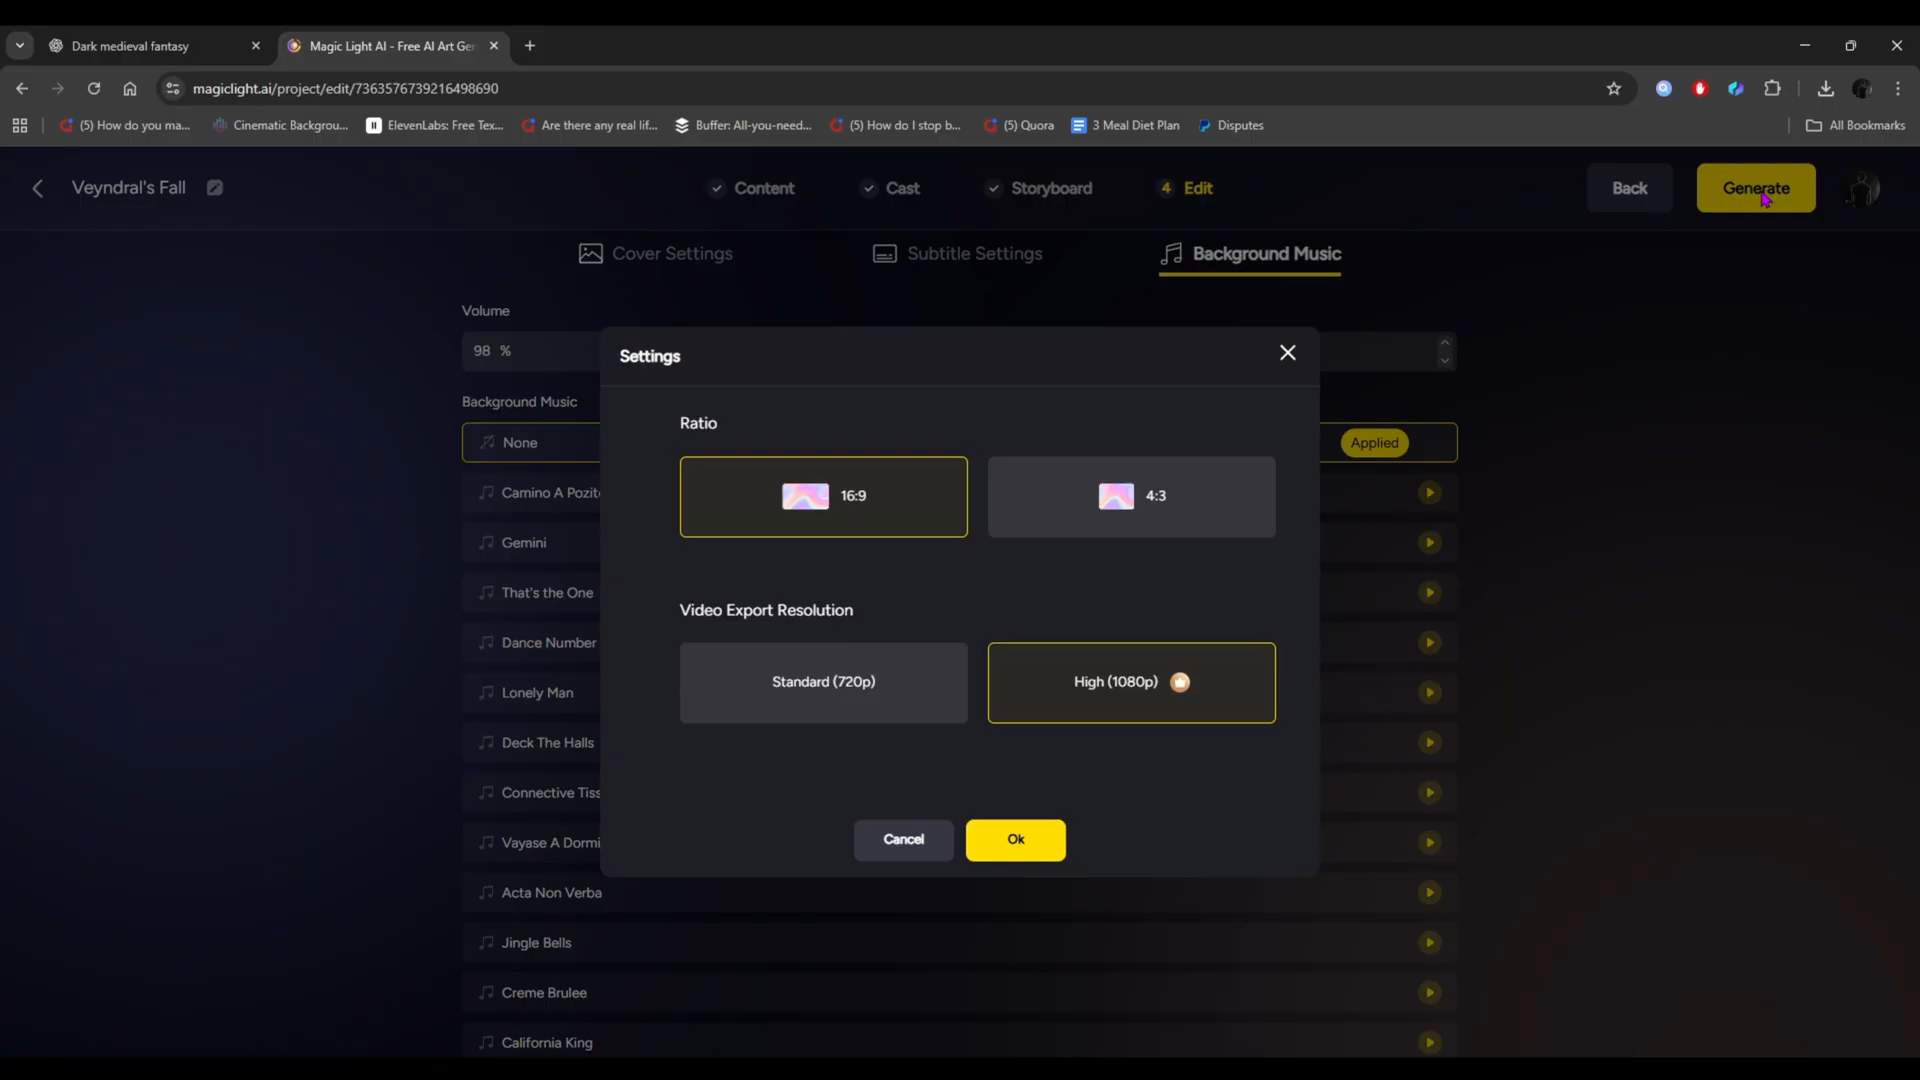 Dark medieval fantasy
Magic Light AI - Free AI Art Ger
magiclight.ai/project/edit/7363576739216498690
(5) How do you ma...
Cinematic Backgrou...
ElevenLabs: Free Tex...
Are there any real lif...
Buffer: All-you-need...
(5) How do I stop b...
(5) Quora
3 Meal Diet Plan
Disputes
All Bookmarks
Veyndral's Fall
Content
Cast
Storyboard
4 Edit
Back
Generate
Cover Settings
Subtitle Settings
Background Music
Volume
98 %
Settings
Ratio
Background Music
None
Applied
16:9
4:3
Camino A Pozito
Gemini
That's the One
Video Export Resolution
Dance Number
Standard (720p)
High (1080p)
Lonely Man
Deck The Halls
Connective Tiss
Vayase A Dormi
Cancel
Ok
Acta Non Verba
Jingle Bells
Creme Brulee
California King